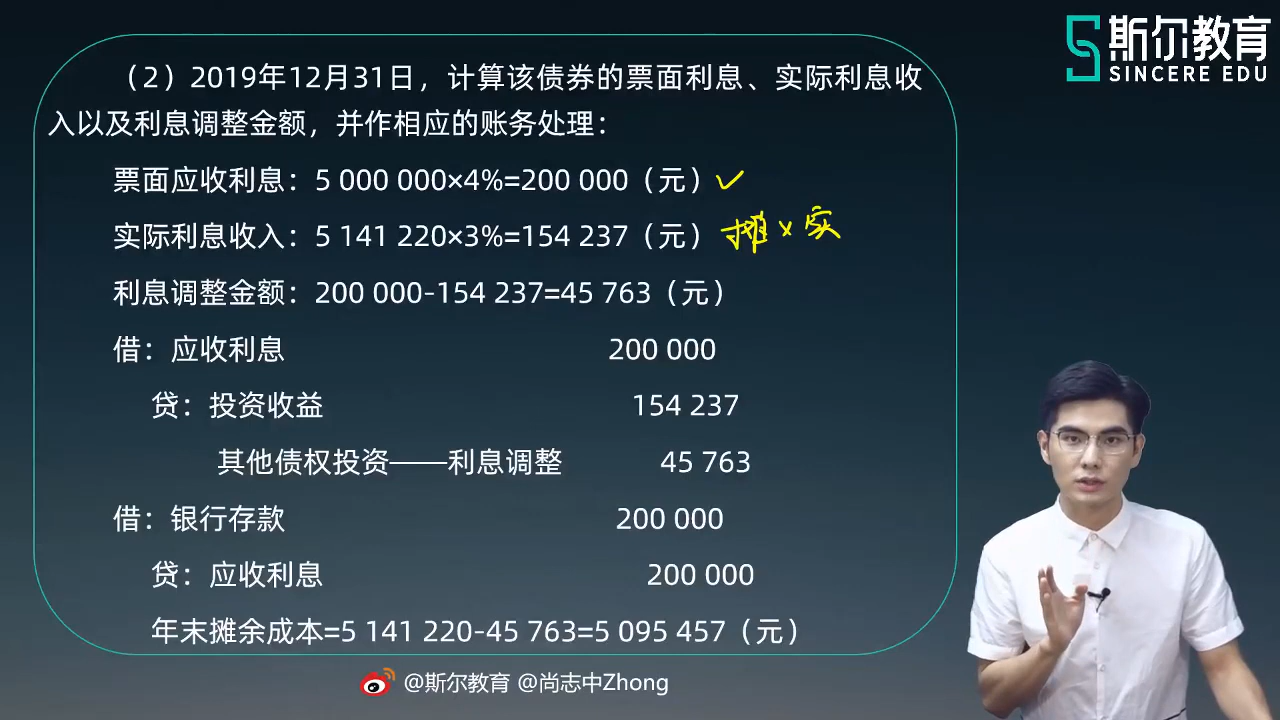 斯尔教育
SINCERE EDU
（2）2019年12月31日，计算该债券的票面利息、实际利息收
入以及利息调整金额，并作相应的账务处理：
票面应收利息：5 000 000×4%=200 000（元）✓
实际利息收入：5 141 220×3%=154 237（元）摊×实
利息调整金额：200 000-154 237=45 763（元）
借：应收利息 200 000
贷：投资收益 154 237
其他债权投资——利息调整 45 763
借：银行存款 200 000
贷：应收利息 200 000
年末摊余成本=5 141 220-45 763=5 095 457（元）
@斯尔教育 @尚志中Zhong